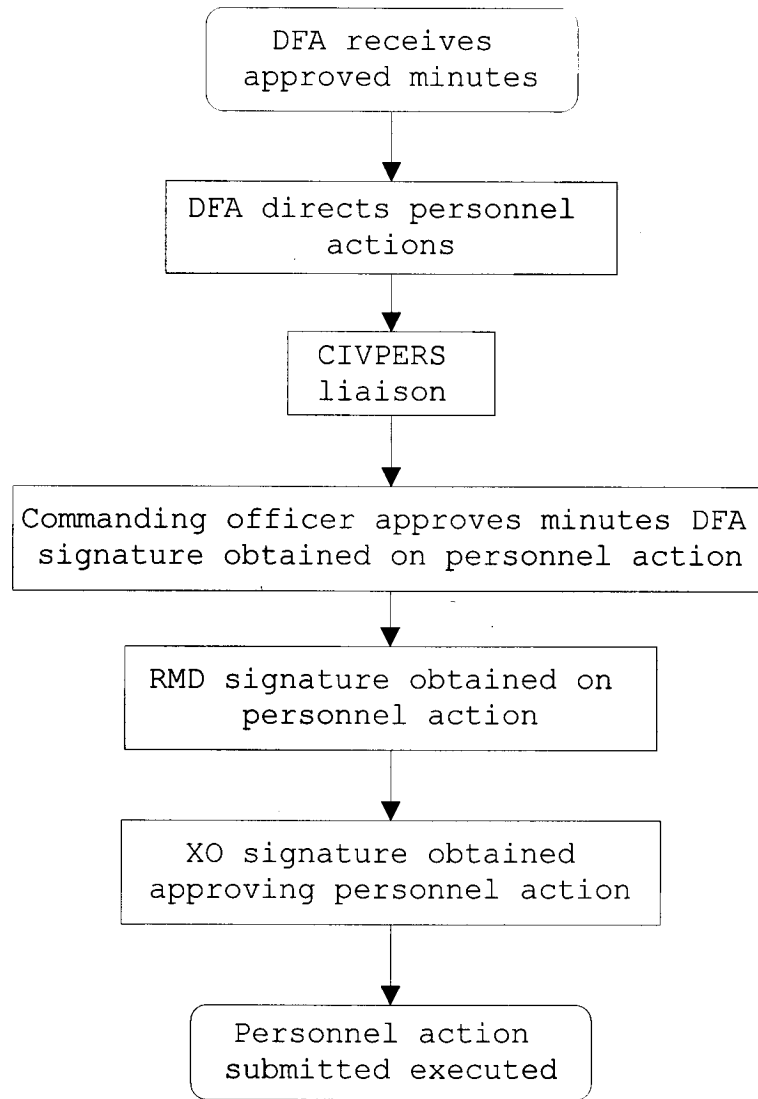 DFA receives
approved minutes
DFA directs personnel
actions
CIVPERS
liaison
Commanding officer approves minutes DFA
signature obtained on personnel action
RMD signature obtained on
personnel action
XO signature obtained
approving personnel action
Personnel action
submitted executed